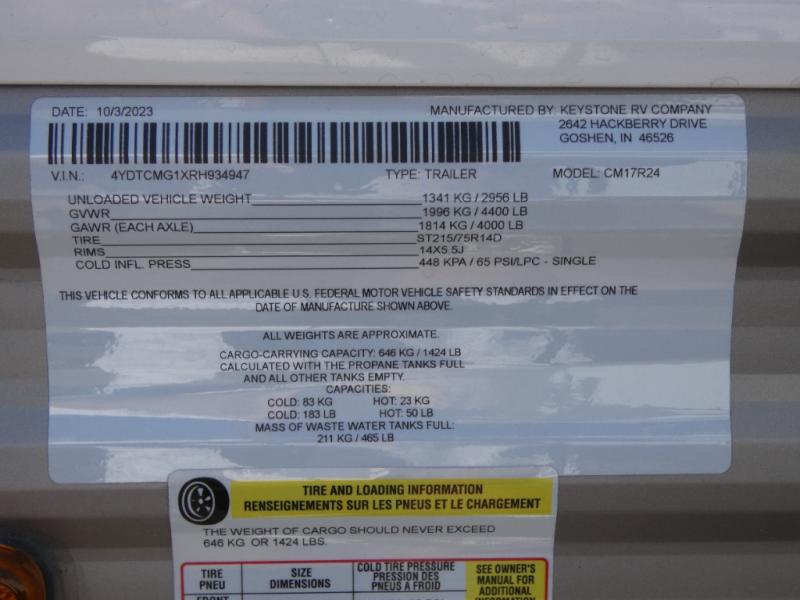 DATE: 10/3/2023 MANUFACTURED BY: KEYSTONE RV COMPANY
2642 HACKBERRY DRIVE
GOSHEN, IN 46526
V.I.N.: 4YDTCMG1XRH934947 TYPE: TRAILER MODEL: CM17R24
UNLOADED VEHICLE WEIGHT 1341 KG / 2956 LB
GVWR 1996 KG / 4400 LB
GAWR (EACH AXLE) 1814 KG / 4000 LB
TIRE ST215/75R14D
RIMS 14X5.5J
COLD INFL. PRESS 448 KPA / 65 PSI/LPC - SINGLE
THIS VEHICLE CONFORMS TO ALL APPLICABLE U.S. FEDERAL MOTOR VEHICLE SAFETY STANDARDS IN EFFECT ON THE
DATE OF MANUFACTURE SHOWN ABOVE.
ALL WEIGHTS ARE APPROXIMATE.
CARGO-CARRYING CAPACITY: 646 KG / 1424 LB
CALCULATED WITH THE PROPANE TANKS FULL
AND ALL OTHER TANKS EMPTY.
CAPACITIES:
COLD: 83 KG HOT: 23 KG
COLD: 183 LB HOT: 50 LB
MASS OF WASTE WATER TANKS FULL:
211 KG / 465 LB
TIRE AND LOADING INFORMATION
RENSEIGNEMENTS SUR LES PNEUS ET LE CHARGEMENT
THE WEIGHT OF CARGO SHOULD NEVER EXCEED
646 KG OR 1424 LBS.
TIRE
PNEU
SIZE
DIMENSIONS
COLD TIRE PRESSURE
PRESSION DES
PNEUS A FROID
SEE OWNER'S
MANUAL FOR
ADDITIONAL